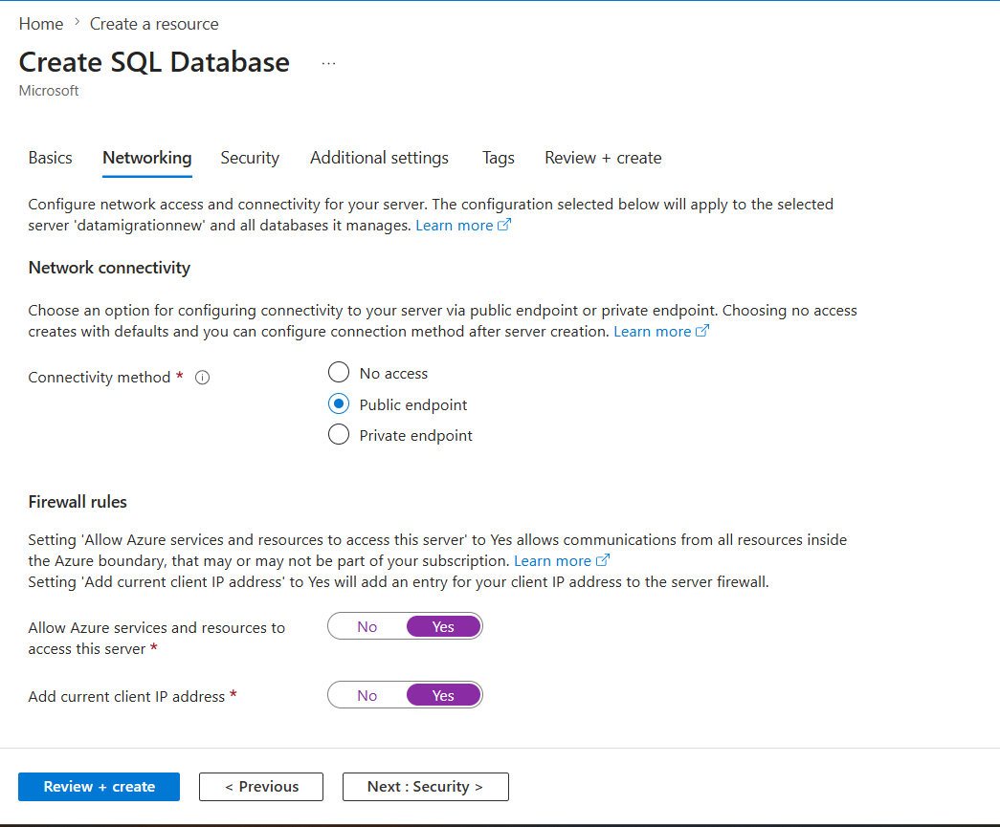 Home > Create a resource
Create SQL Database ...
Microsoft
Basics Networking Security Additional settings Tags Review + create
Configure network access and connectivity for your server. The configuration selected below will apply to the selected
server 'datamigrationnew' and all databases it manages. Learn more
Network connectivity
Choose an option for configuring connectivity to your server via public endpoint or private endpoint. Choosing no access
creates with defaults and you can configure connection method after server creation. Learn more
Connectivity method *
No access
Public endpoint
Private endpoint
Firewall rules
Setting 'Allow Azure services and resources to access this server' to Yes allows communications from all resources inside
the Azure boundary, that may or may not be part of your subscription. Learn more
Setting 'Add current client IP address' to Yes will add an entry for your client IP address to the server firewall.
Allow Azure services and resources to
access this server *
No Yes
Add current client IP address *
No Yes
Review + create < Previous Next : Security >